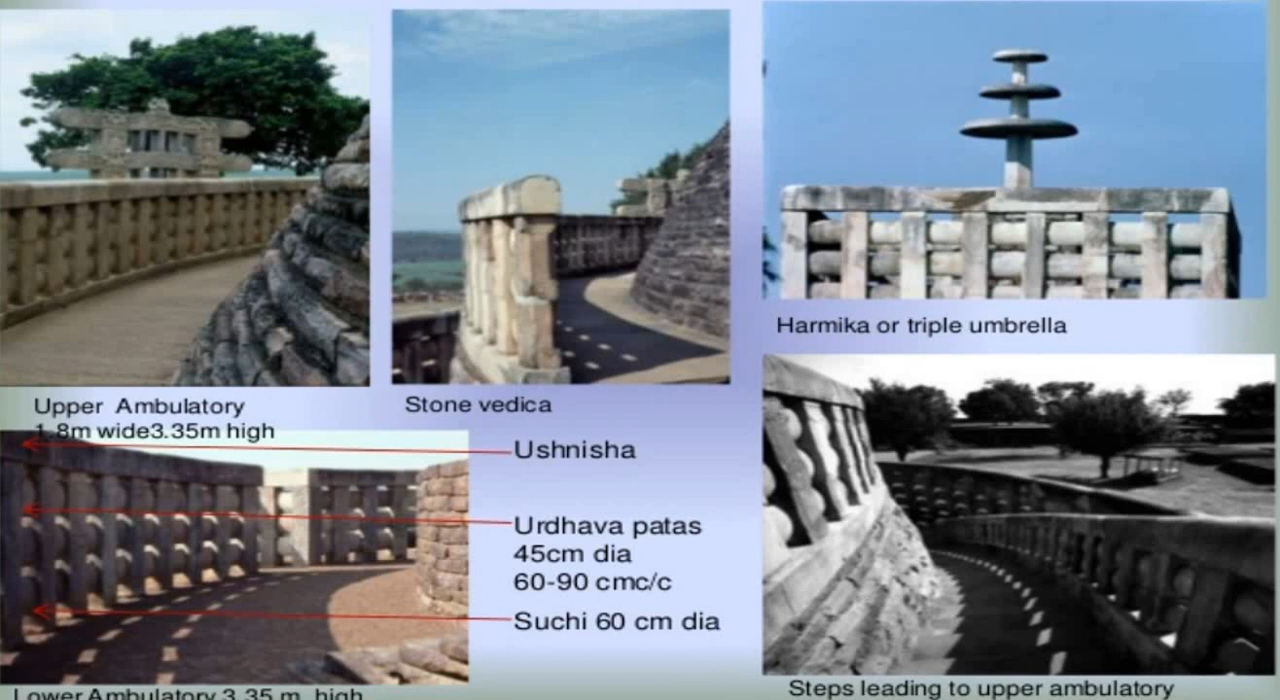 Upper Ambulatory
1.8m wide3.35m high
Stone vedica
Harmika or triple umbrella
Ushnisha
Urdhava patas
45cm dia
60-90 cmc/c
Suchi 60 cm dia
Lower Ambulatory 3.35 m high
Steps leading to upper ambulatory